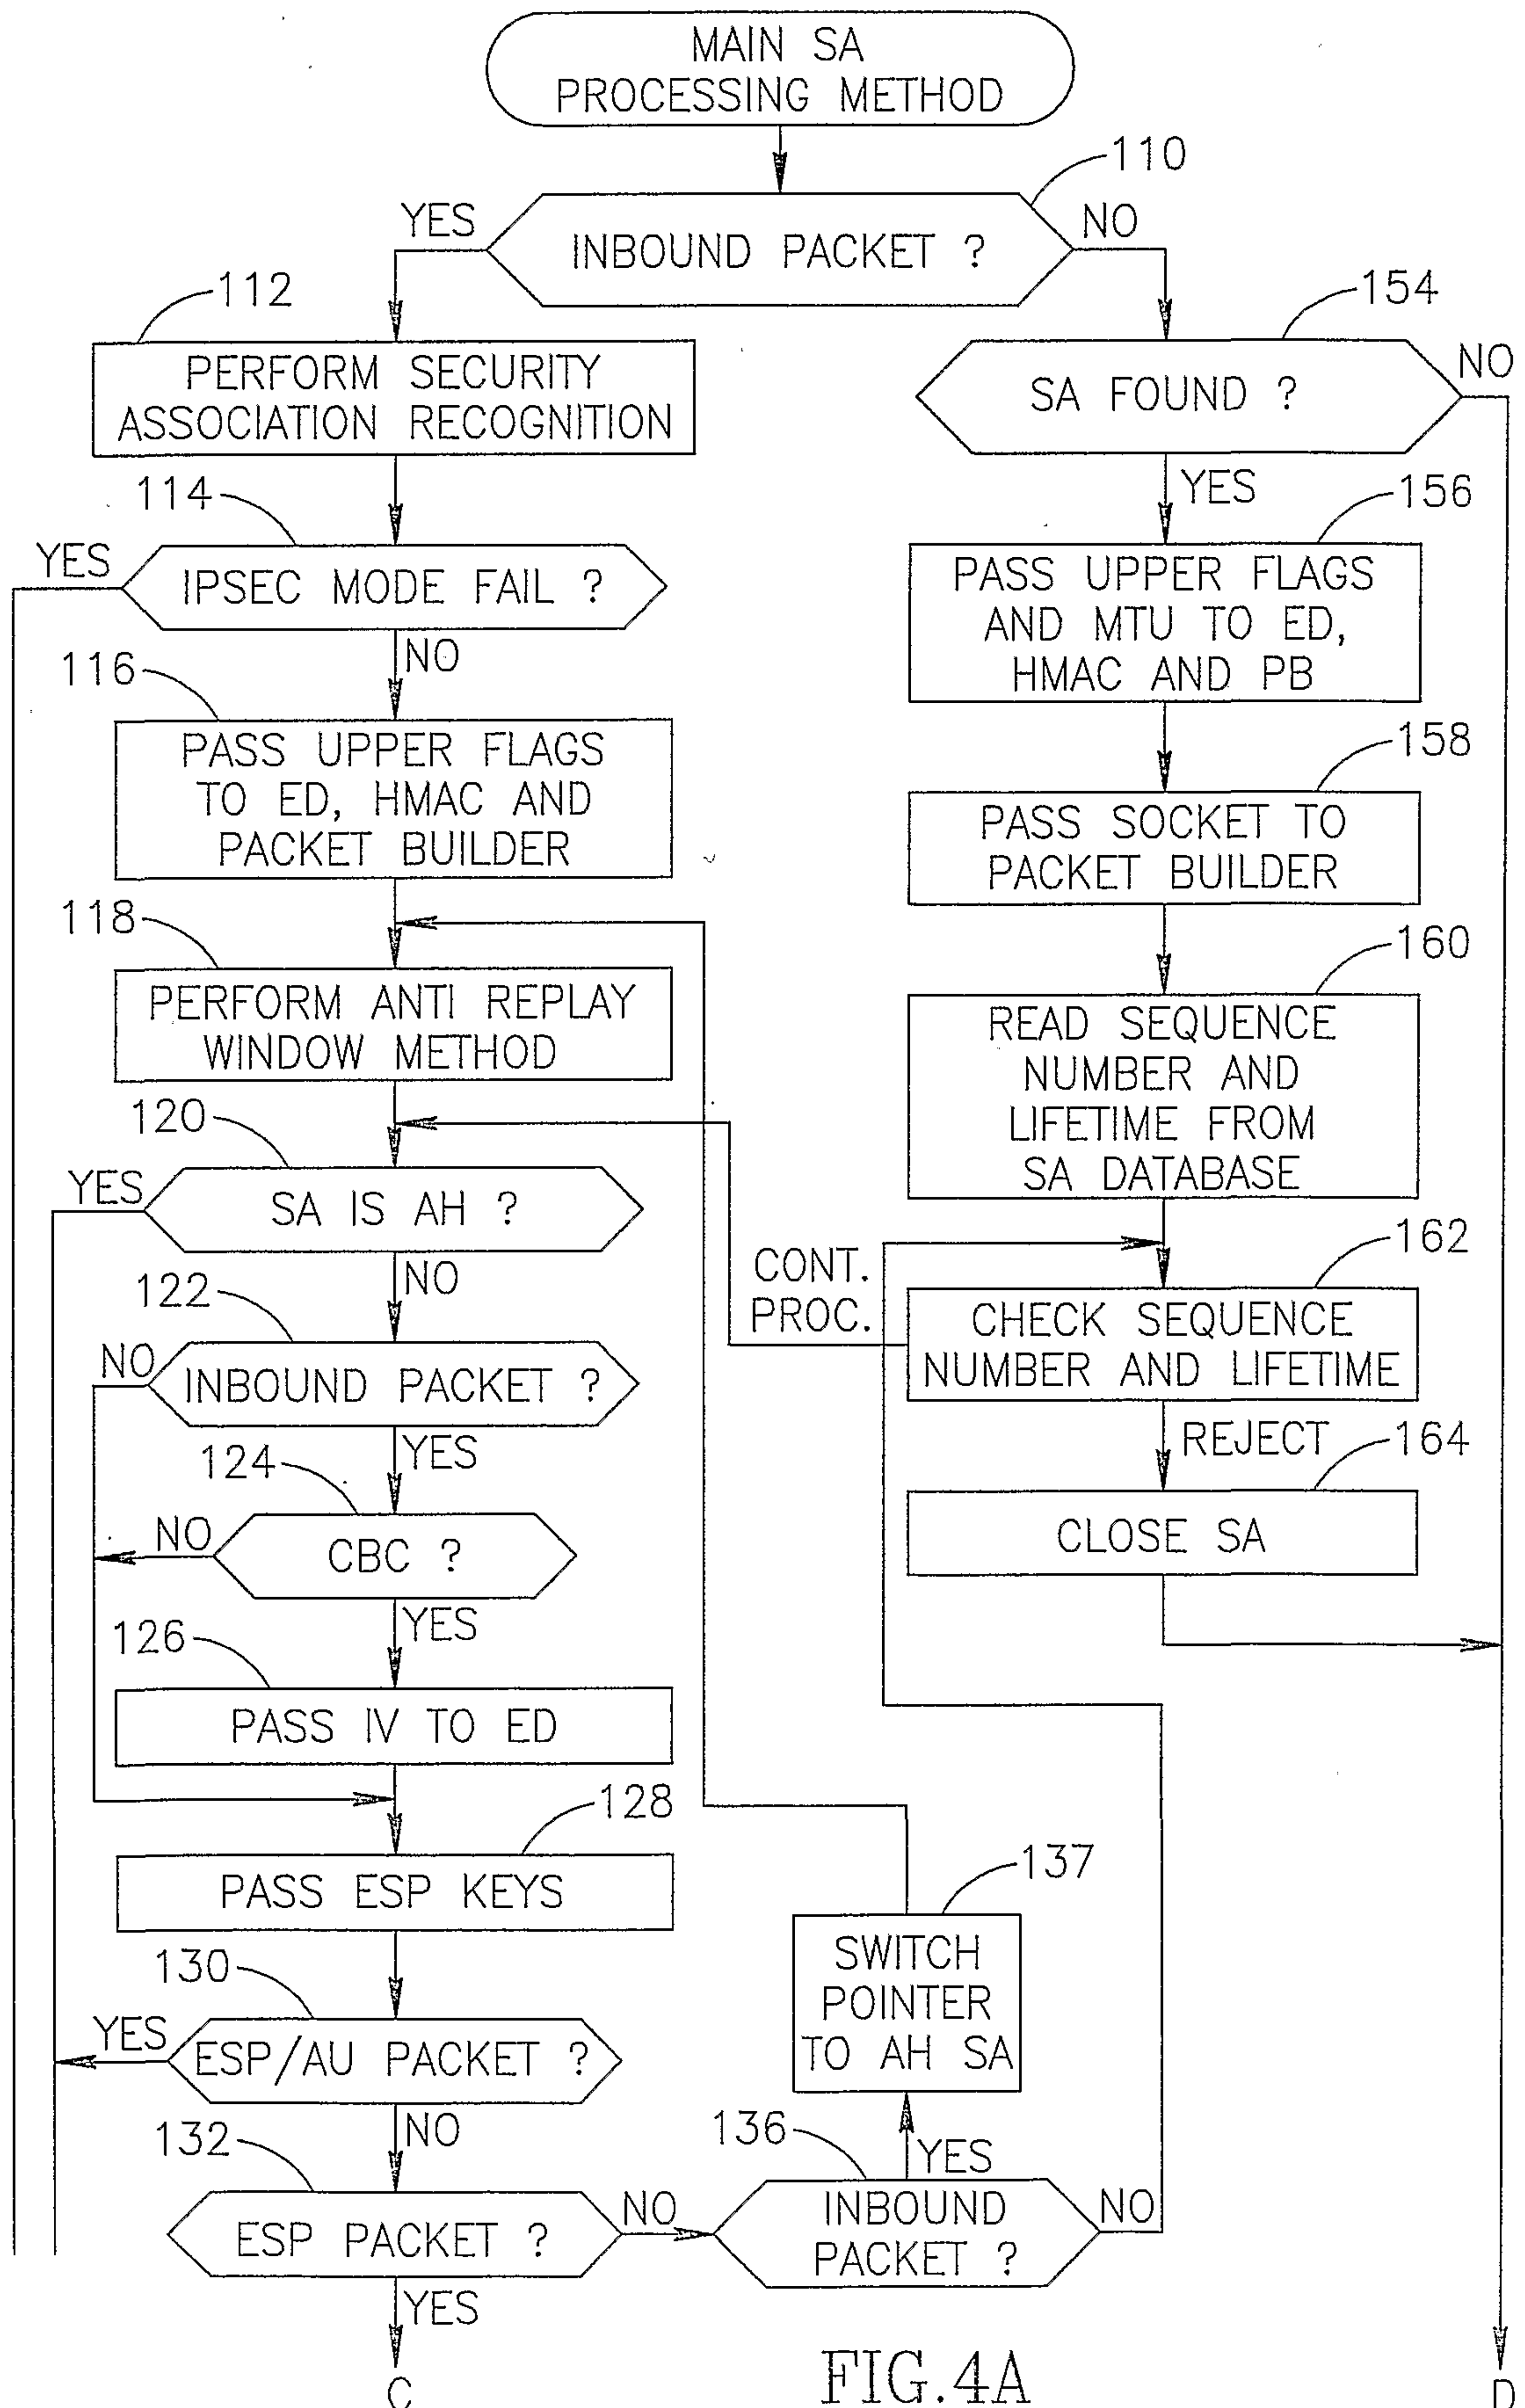 MAIN SA
PROCESSING METHOD
110
YES
INBOUND PACKET ?
NO
112
PERFORM SECURITY
ASSOCIATION RECOGNITION
154
SA FOUND ?
NO
YES
114
YES
IPSEC MODE FAIL ?
NO
156
PASS UPPER FLAGS
AND MTU TO ED,
HMAC AND PB
116
PASS UPPER FLAGS
TO ED, HMAC AND
PACKET BUILDER
158
PASS SOCKET TO
PACKET BUILDER
118
PERFORM ANTI REPLAY
WINDOW METHOD
160
READ SEQUENCE
NUMBER AND
LIFETIME FROM
SA DATABASE
120
YES
SA IS AH ?
NO
CONT.
PROC.
162
CHECK SEQUENCE
NUMBER AND LIFETIME
122
NO
INBOUND PACKET ?
YES
REJECT
164
CLOSE SA
124
NO
CBC ?
YES
126
PASS IV TO ED
128
PASS ESP KEYS
137
SWITCH
POINTER
TO AH SA
130
YES
ESP/AU PACKET ?
NO
132
ESP PACKET ?
NO
136
YES
INBOUND
PACKET ?
NO
YES
C
D
FIG.4A